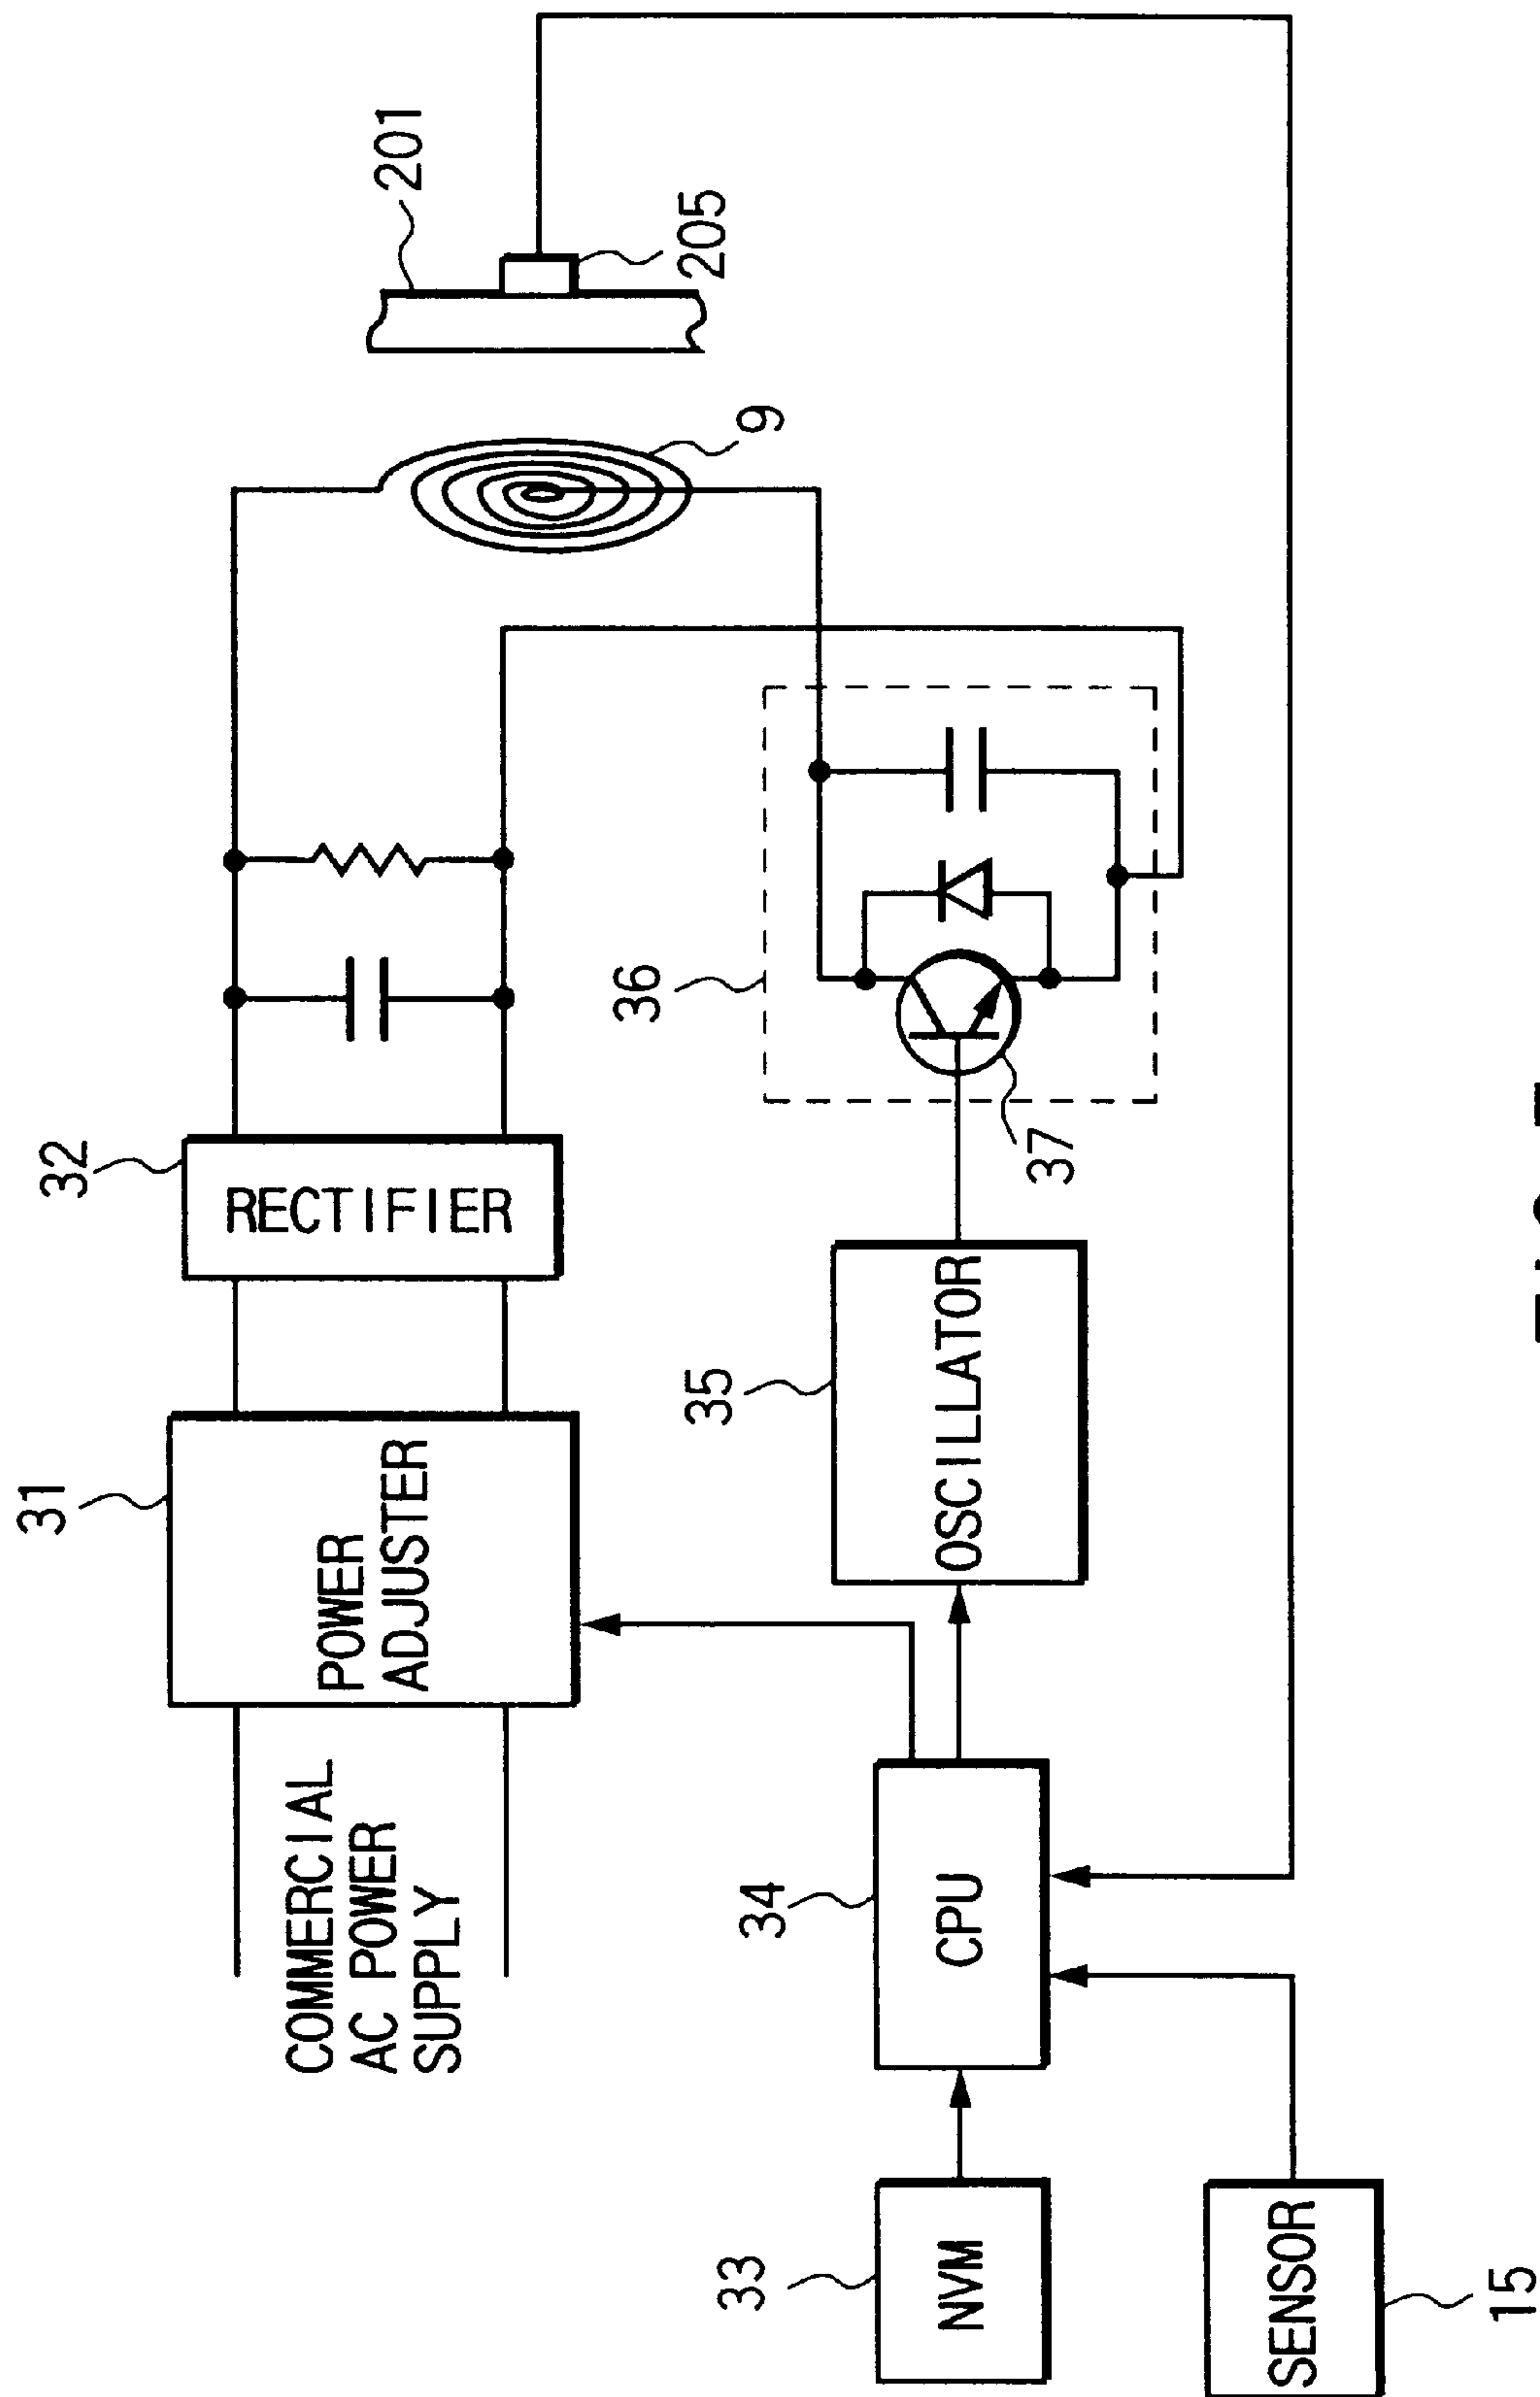 COMMERCIAL
AC POWER
SUPPLY
31
POWER
ADJUSTER
32
RECTIFIER
9
201
205
36
37
35
OSCILLATOR
34
CPU
33
NVM
SENSOR
15